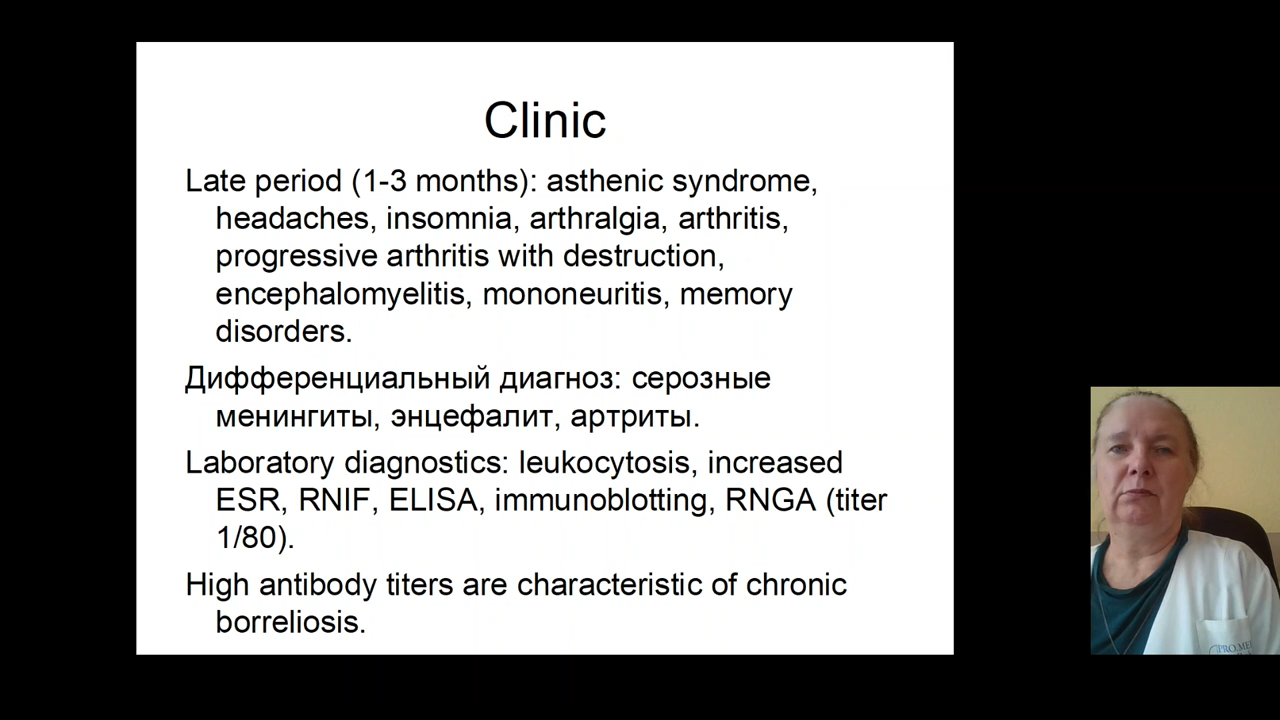 Clinic
Late period (1-3 months): asthenic syndrome,
headaches, insomnia, arthralgia, arthritis,
progressive arthritis with destruction,
encephalomyelitis, mononeuritis, memory
disorders.
Дифференциальный диагноз: серозные
менингиты, энцефалит, артриты.
Laboratory diagnostics: leukocytosis, increased
ESR, RNIF, ELISA, immunoblotting, RNGA (titer
1/80).
High antibody titers are characteristic of chronic
borreliosis.